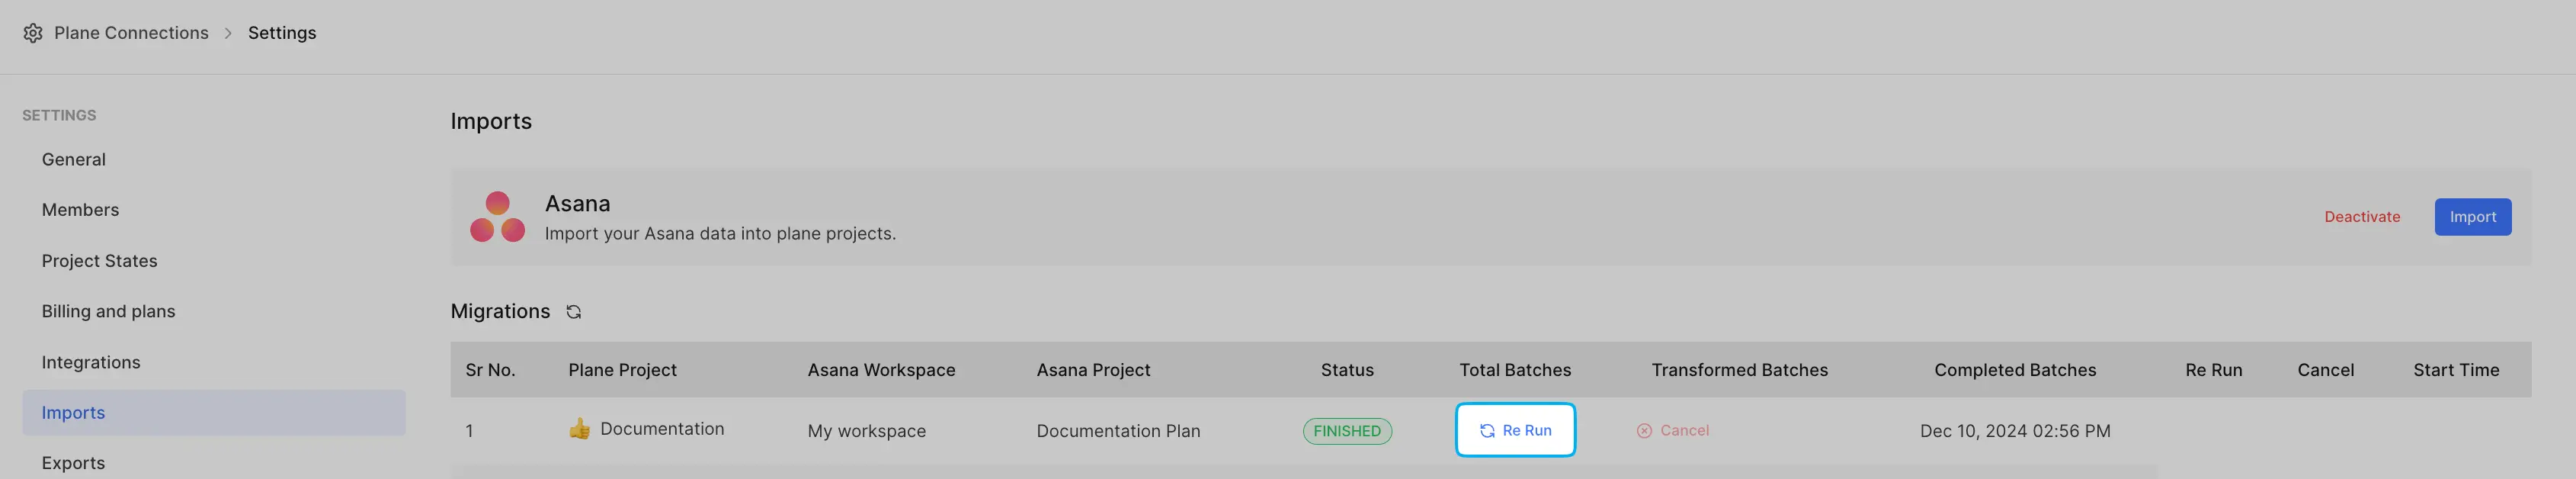 Plane Connections > Settings
SETTINGS
General
Members
Project States
Billing and plans
Integrations
Imports
Exports
Imports
Asana
Import your Asana data into plane projects.
Deactivate
Import
Migrations
Sr No. Plane Project Asana Workspace Asana Project Status Total Batches Transformed Batches Completed Batches Re Run Cancel Start Time
1 👍 Documentation My workspace Documentation Plan FINISHED Re Run Cancel Dec 10, 2024 02:56 PM